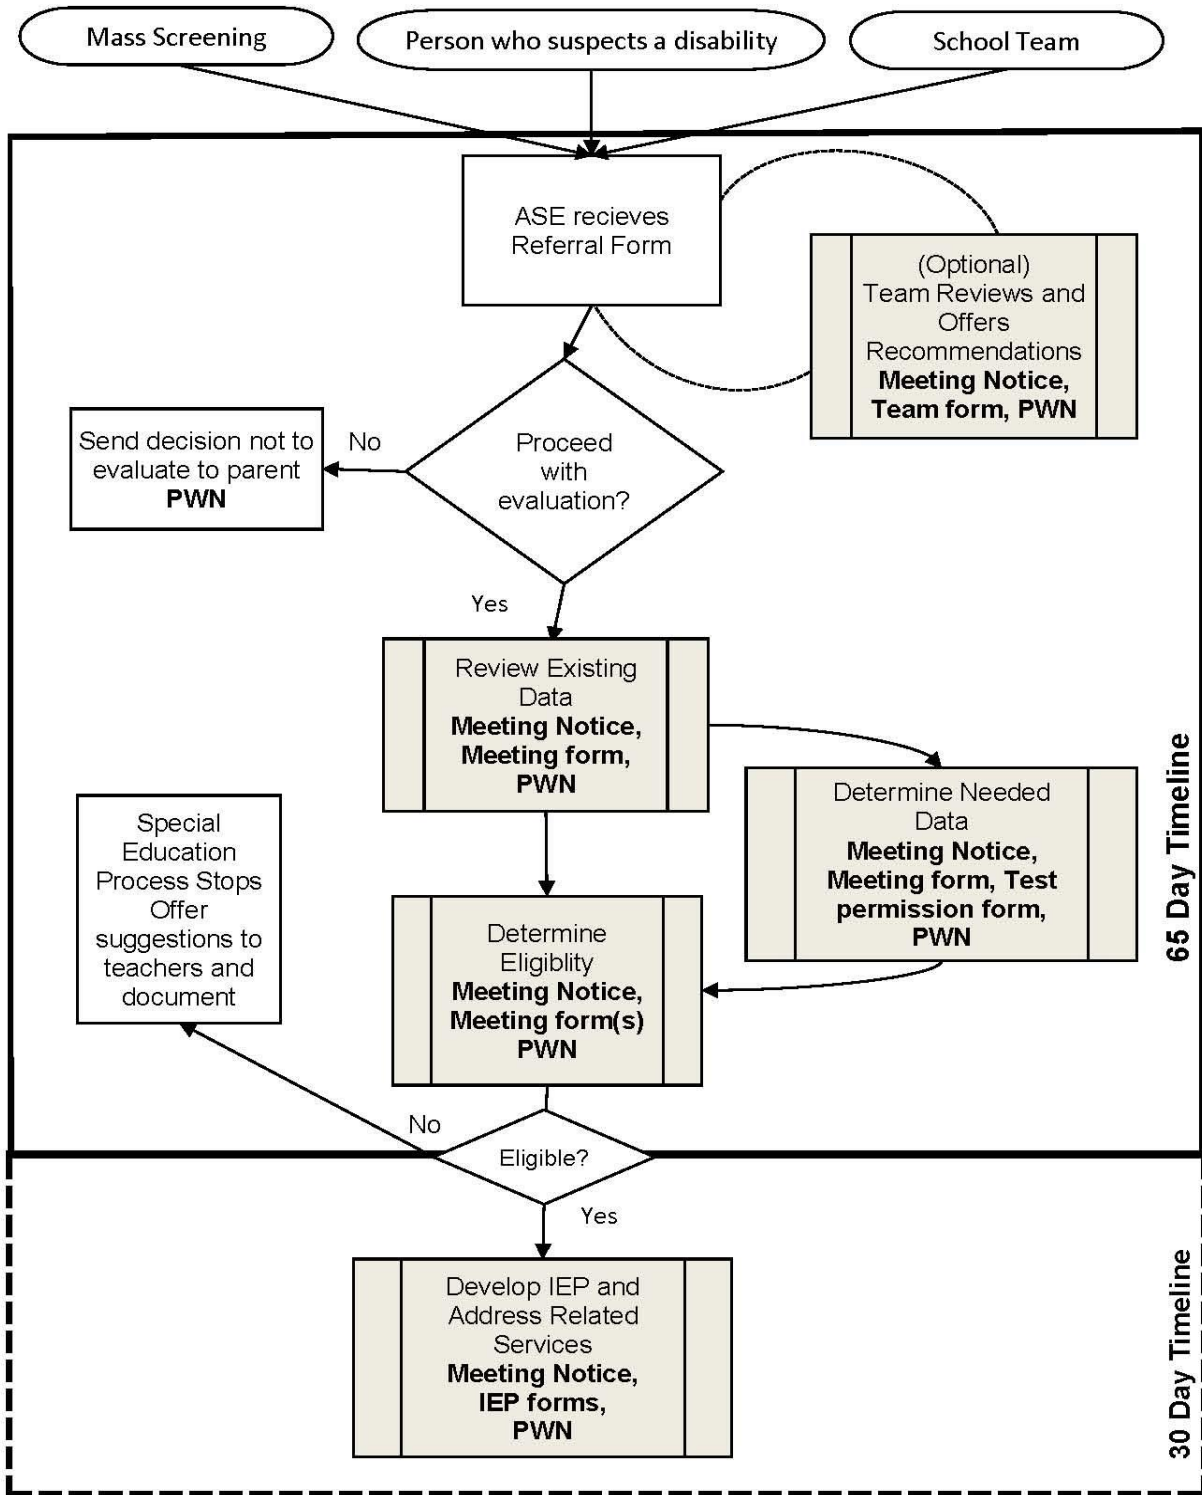 Mass Screening
Person who suspects a disability
School Team
ASE recieves
Referral Form
(Optional)
Team Reviews and
Offers
Recommendations
Meeting Notice,
Team form, PWN
Proceed
with
evaluation?
No
Send decision not to
evaluate to parent
PWN
Yes
Review Existing
Data
Meeting Notice,
Meeting form,
PWN
Determine Needed
Data
Meeting Notice,
Meeting form, Test
permission form,
PWN
65 Day Timeline
Special
Education
Process Stops
Offer
suggestions to
teachers and
document
Determine
Eligiblity
Meeting Notice,
Meeting form(s)
PWN
No
Eligible?
Yes
Develop IEP and
Address Related
Services
Meeting Notice,
IEP forms,
PWN
30 Day Timeline